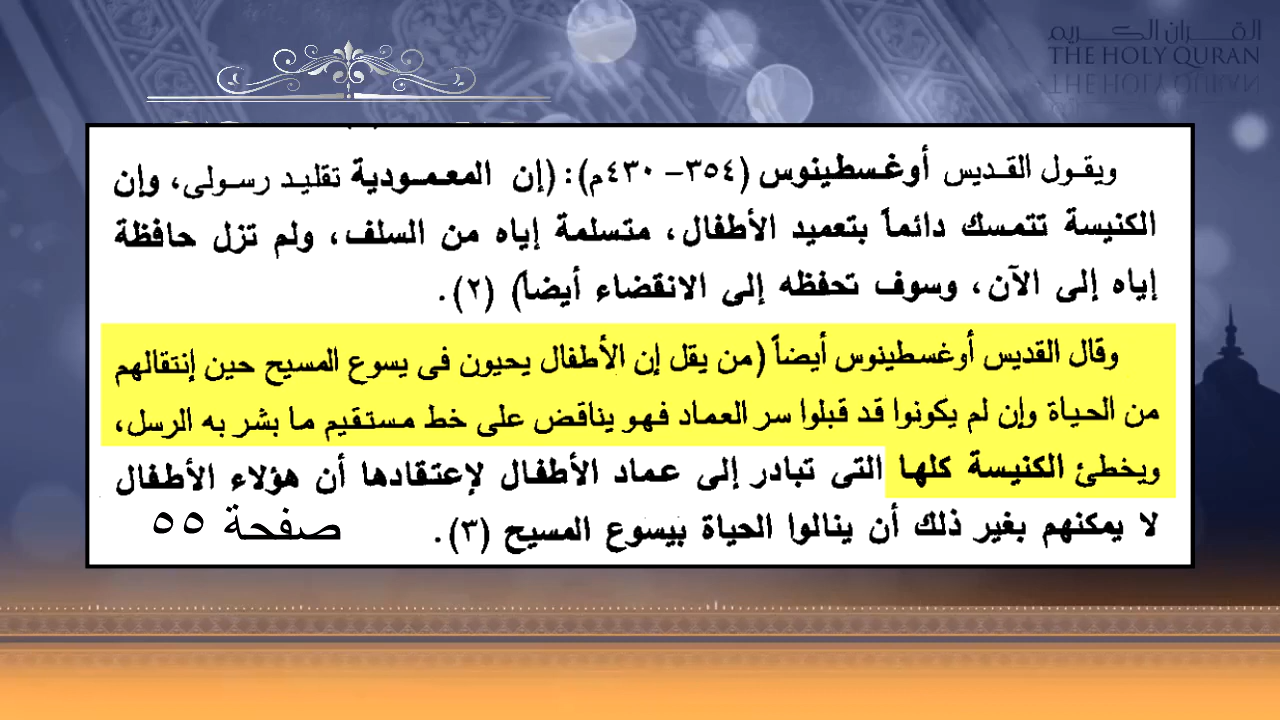 القرآن الكريم
THE HOLY QURAN
ويقول القديس أوغسطينوس (٣٥٤- ٤٣٠م): (إن المعمودية تقليد رسولى، وإن
الكنيسة تتمسك دائماً بتعميد الأطفال، متسلمة إياه من السلف، ولم تزل حافظة
إياه إلى الآن، وسوف تحفظه إلى الانقضاء أيضاً) (٢).
وقال القديس أوغسطينوس أيضاً (من يقل إن الأطفال يحيون فى يسوع المسيح حين إنتقالهم
من الحياة وإن لم يكونوا قد قبلوا سر العماد فهو يناقض على خط مستقيم ما بشر به الرسل،
ويخطئ الكنيسة كلها التى تبادر إلى عماد الأطفال لإعتقادها أن هؤلاء الأطفال
لا يمكنهم بغير ذلك أن ينالوا الحياة بيسوع المسيح (٣).
صفحة ٥٥